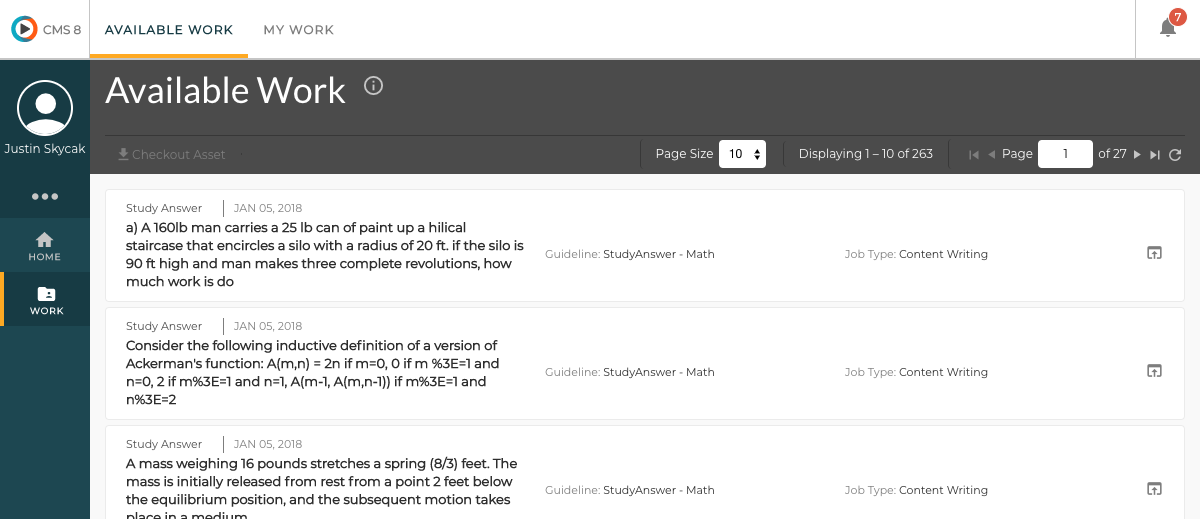 CMS 8
AVAILABLE WORK
MY WORK
7
Justin Skycak
HOME
WORK
Available Work
Checkout Asset
Page Size
10
Displaying 1 – 10 of 263
Page
1
of 27
Study Answer
JAN 05, 2018
a) A 160lb man carries a 25 lb can of paint up a hilical
staircase that encircles a silo with a radius of 20 ft. if the silo is
90 ft high and man makes three complete revolutions, how
much work is do
Guideline: StudyAnswer - Math
Job Type: Content Writing
Study Answer
JAN 05, 2018
Consider the following inductive definition of a version of
Ackerman's function: A(m,n) = 2n if m=0, 0 if m %3E=1 and
n=0, 2 if m%3E=1 and n=1, A(m-1, A(m,n-1)) if m%3E=1 and
n%3E=2
Guideline: StudyAnswer - Math
Job Type: Content Writing
Study Answer
JAN 05, 2018
A mass weighing 16 pounds stretches a spring (8/3) feet. The
mass is initially released from rest from a point 2 feet below
the equilibrium position, and the subsequent motion takes
place in a medium
Guideline: StudyAnswer - Math
Job Type: Content Writing